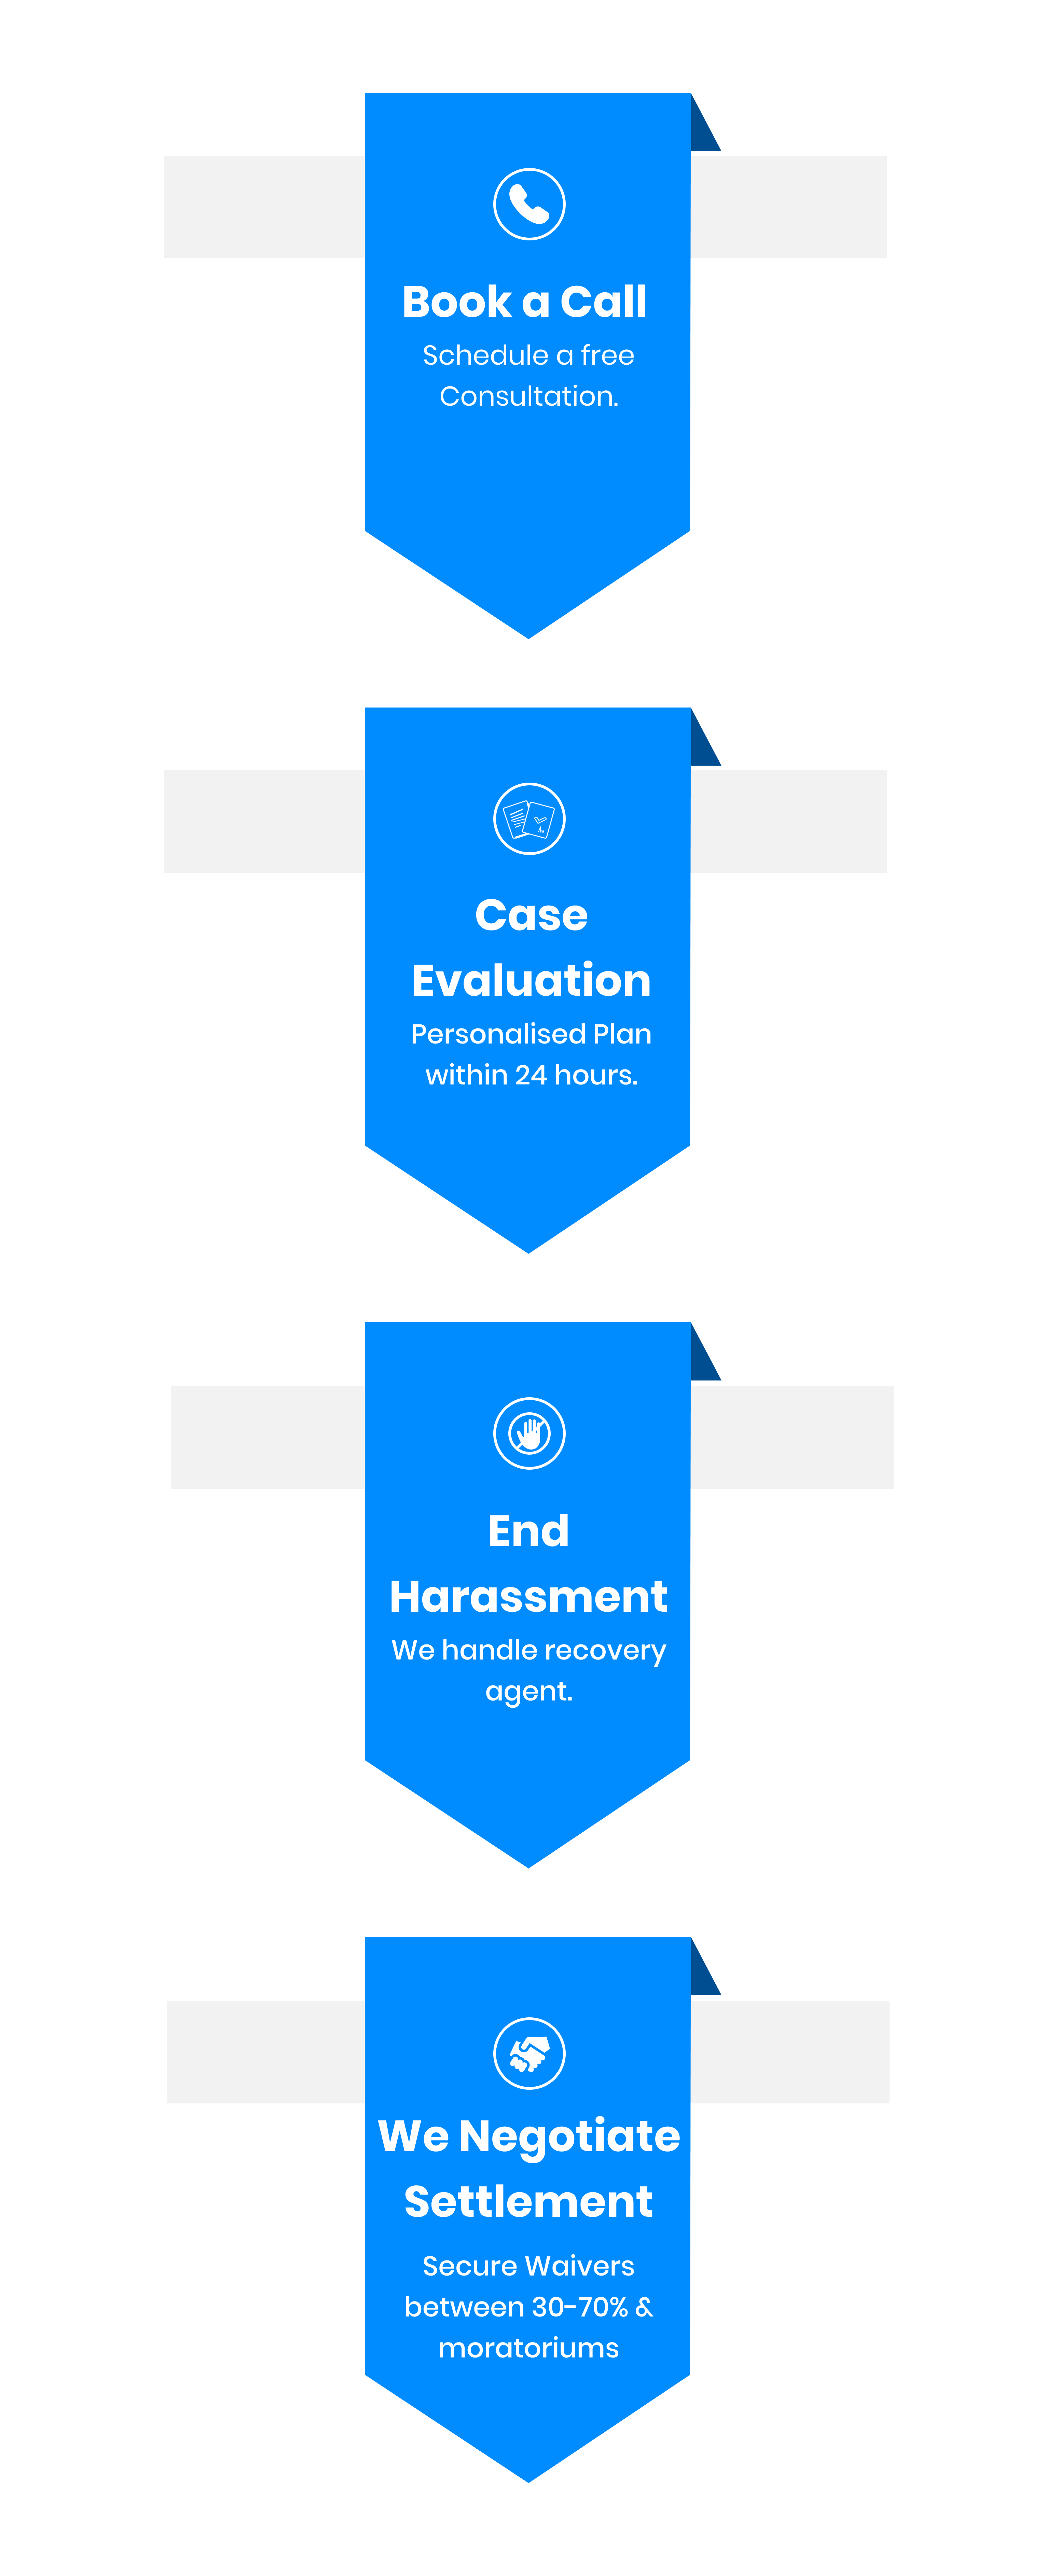 Book a Call
Schedule a free
Consultation.
Case
Evaluation
Personalised Plan
within 24 hours.
End
Harassment
We handle recovery
agent.
We Negotiate
Settlement
Secure Waivers
between 30-70% &
moratoriums